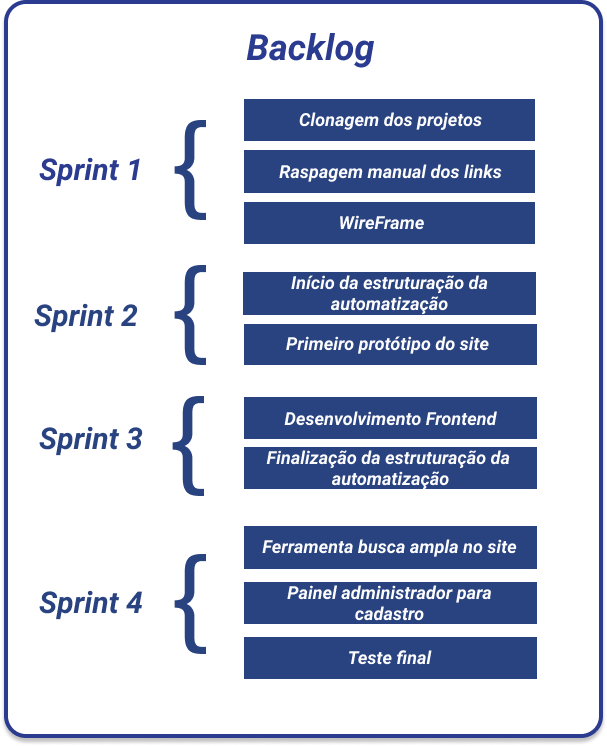 Backlog
Sprint 1
Clonagem dos projetos
Raspagem manual dos links
WireFrame
Sprint 2
Início da estruturação da
automatização
Primeiro protótipo do site
Sprint 3
Desenvolvimento Frontend
Finalização da estruturação da
automatização
Sprint 4
Ferramenta busca ampla no site
Painel administrador para
cadastro
Teste final